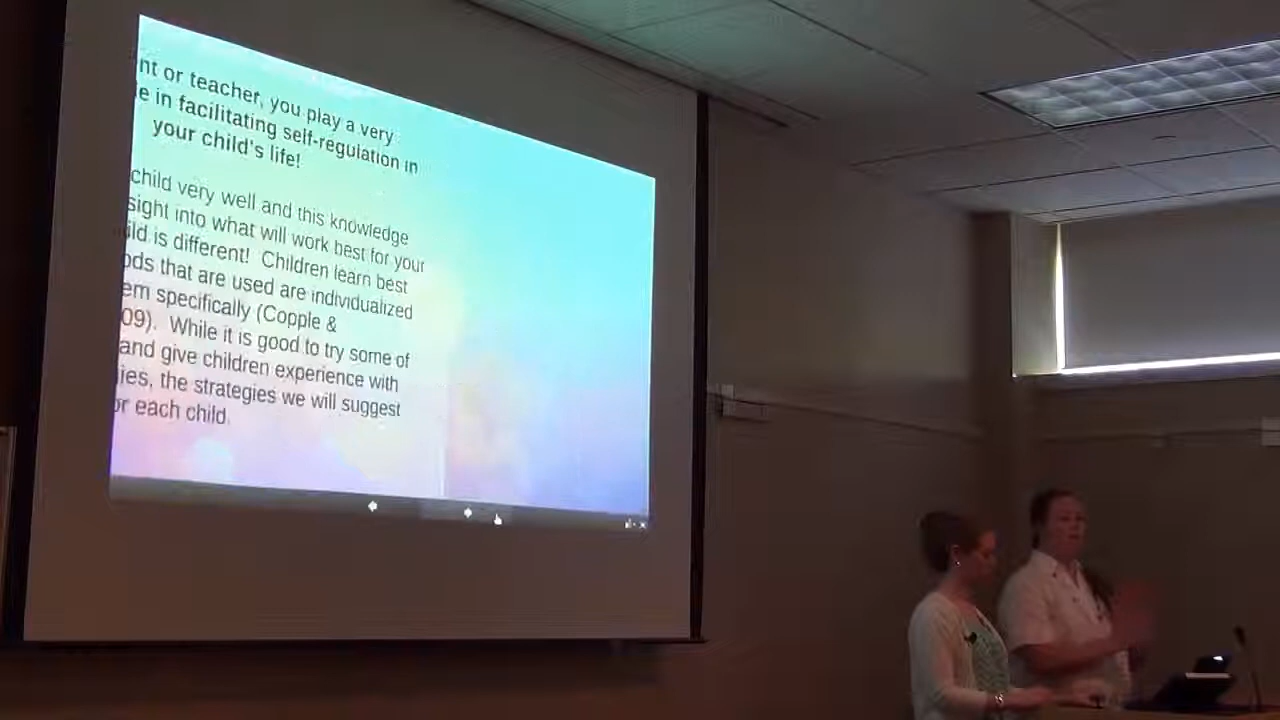 nt or teacher, you play a very
e in facilitating self-regulation in
your child's life!
child very well and this knowledge
sight into what will work best for your
ild is different! Children learn best
ods that are used are individualized
em specifically (Copple &
09). While it is good to try some of
and give children experience with
ies, the strategies we will suggest
or each child.